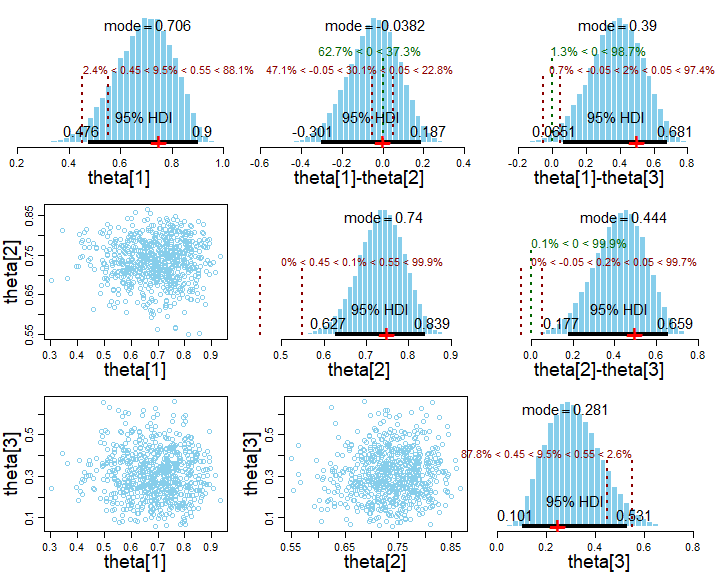 mode = 0.706
2.4% < 0.45 < 9.5% < 0.55 < 88.1%
95% HDI
0.476 0.9
0.2 0.4 0.6 0.8 1.0
theta[1]
mode = -0.0382
62.7% < 0 < 37.3%
47.1% < -0.05 < 30.1% < 0.05 < 22.8%
95% HDI
-0.301 0.187
-0.6 -0.4 -0.2 0.0 0.2 0.4
theta[1]-theta[2]
mode = 0.39
1.3% < 0 < 98.7%
0.7% < -0.05 < 2% < 0.05 < 97.4%
95% HDI
0.0651 0.681
-0.2 0.0 0.2 0.4 0.6 0.8
theta[1]-theta[3]
theta[2]
0.55 0.65 0.75 0.85
0.3 0.4 0.5 0.6 0.7 0.8 0.9
theta[1]
mode = 0.74
0% < 0.45 < 0.1% < 0.55 < 99.9%
95% HDI
0.627 0.839
0.5 0.6 0.7 0.8 0.9
theta[2]
mode = 0.444
0.1% < 0 < 99.9%
0% < -0.05 < 0.2% < 0.05 < 99.7%
95% HDI
0.177 0.659
0.0 0.2 0.4 0.6 0.8
theta[2]-theta[3]
theta[3]
0.1 0.3 0.5
0.3 0.4 0.5 0.6 0.7 0.8 0.9
theta[1]
theta[3]
0.1 0.3 0.5
0.55 0.65 0.75 0.85
theta[2]
mode = 0.281
87.8% < 0.45 < 9.5% < 0.55 < 2.6%
95% HDI
0.101 0.531
0.0 0.2 0.4 0.6 0.8
theta[3]